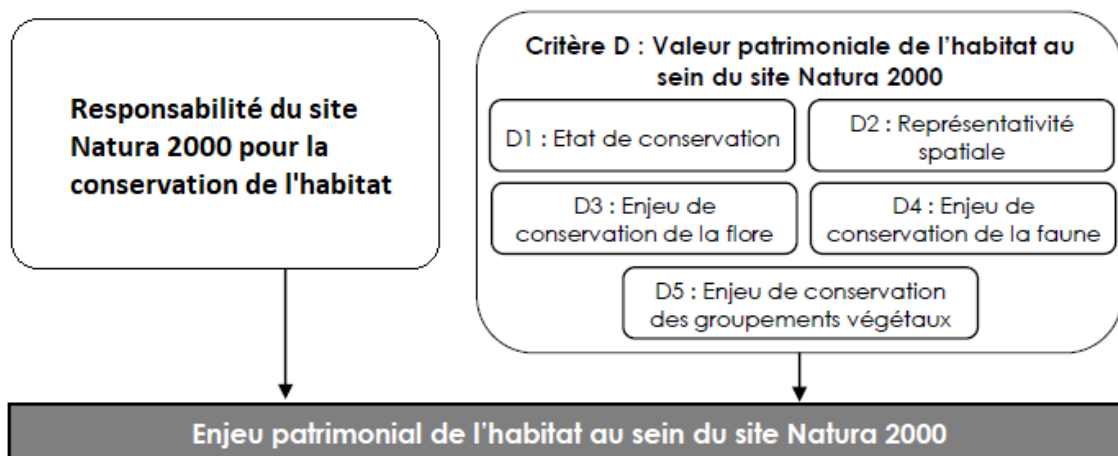 Responsabilité du site
Natura 2000 pour la
conservation de l'habitat
Critère D : Valeur patrimoniale de l'habitat au
sein du site Natura 2000
D1 : Etat de conservation
D2 : Représentativité
spatiale
D3 : Enjeu de
conservation de la flore
D4 : Enjeu de
conservation de la faune
D5 : Enjeu de conservation
des groupements végétaux
Enjeu patrimonial de l'habitat au sein du site Natura 2000